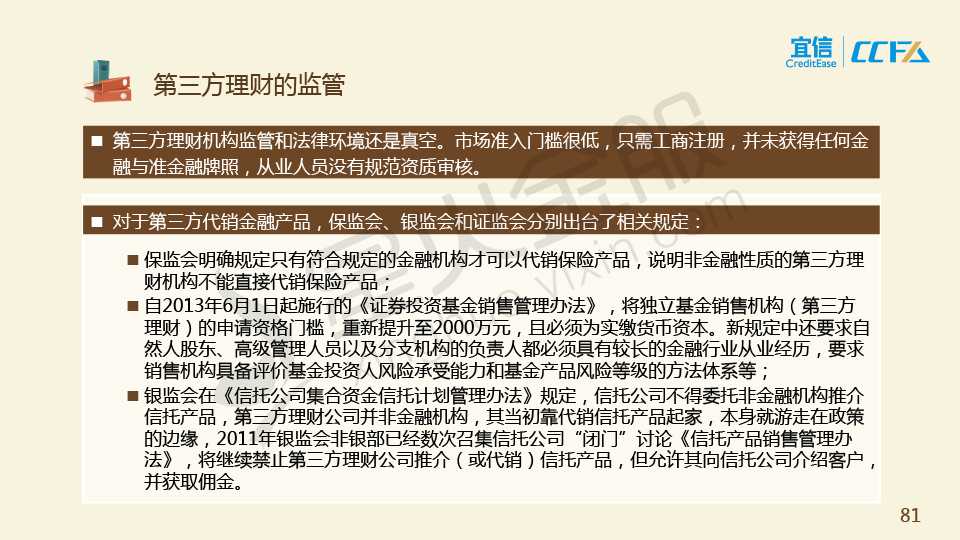 宜信
CreditEase
CCFA
第三方理财的监管
■ 第三方理财机构监管和法律环境还是真空。市场准入门槛很低，只需工商注册，并未获得任何金
融与准金融牌照，从业人员没有规范资质审核。
■ 对于第三方代销金融产品，保监会、银监会和证监会分别出台了相关规定：
■ 保监会明确规定只有符合规定的金融机构才可以代销保险产品，说明非金融性质的第三方理
财机构不能直接代销保险产品；
■ 自2013年6月1日起施行的《证券投资基金销售管理办法》，将独立基金销售机构（第三方
理财）的申请资格门槛，重新提升至2000万元，且必须为实缴货币资本。新规定中还要求自
然人股东、高级管理人员以及分支机构的负责人都必须具有较长的金融行业从业经历，要求
销售机构具备评价基金投资人风险承受能力和基金产品风险等级的方法体系等；
■ 银监会在《信托公司集合资金信托计划管理办法》规定，信托公司不得委托非金融机构推介
信托产品，第三方理财公司并非金融机构，其当初靠代销信托产品起家，本身就游走在政策
的边缘，2011年银监会非银部已经数次召集信托公司“闭门”讨论《信托产品销售管理办
法》，将继续禁止第三方理财公司推介（或代销）信托产品，但允许其向信托公司介绍客户，
并获取佣金。
81